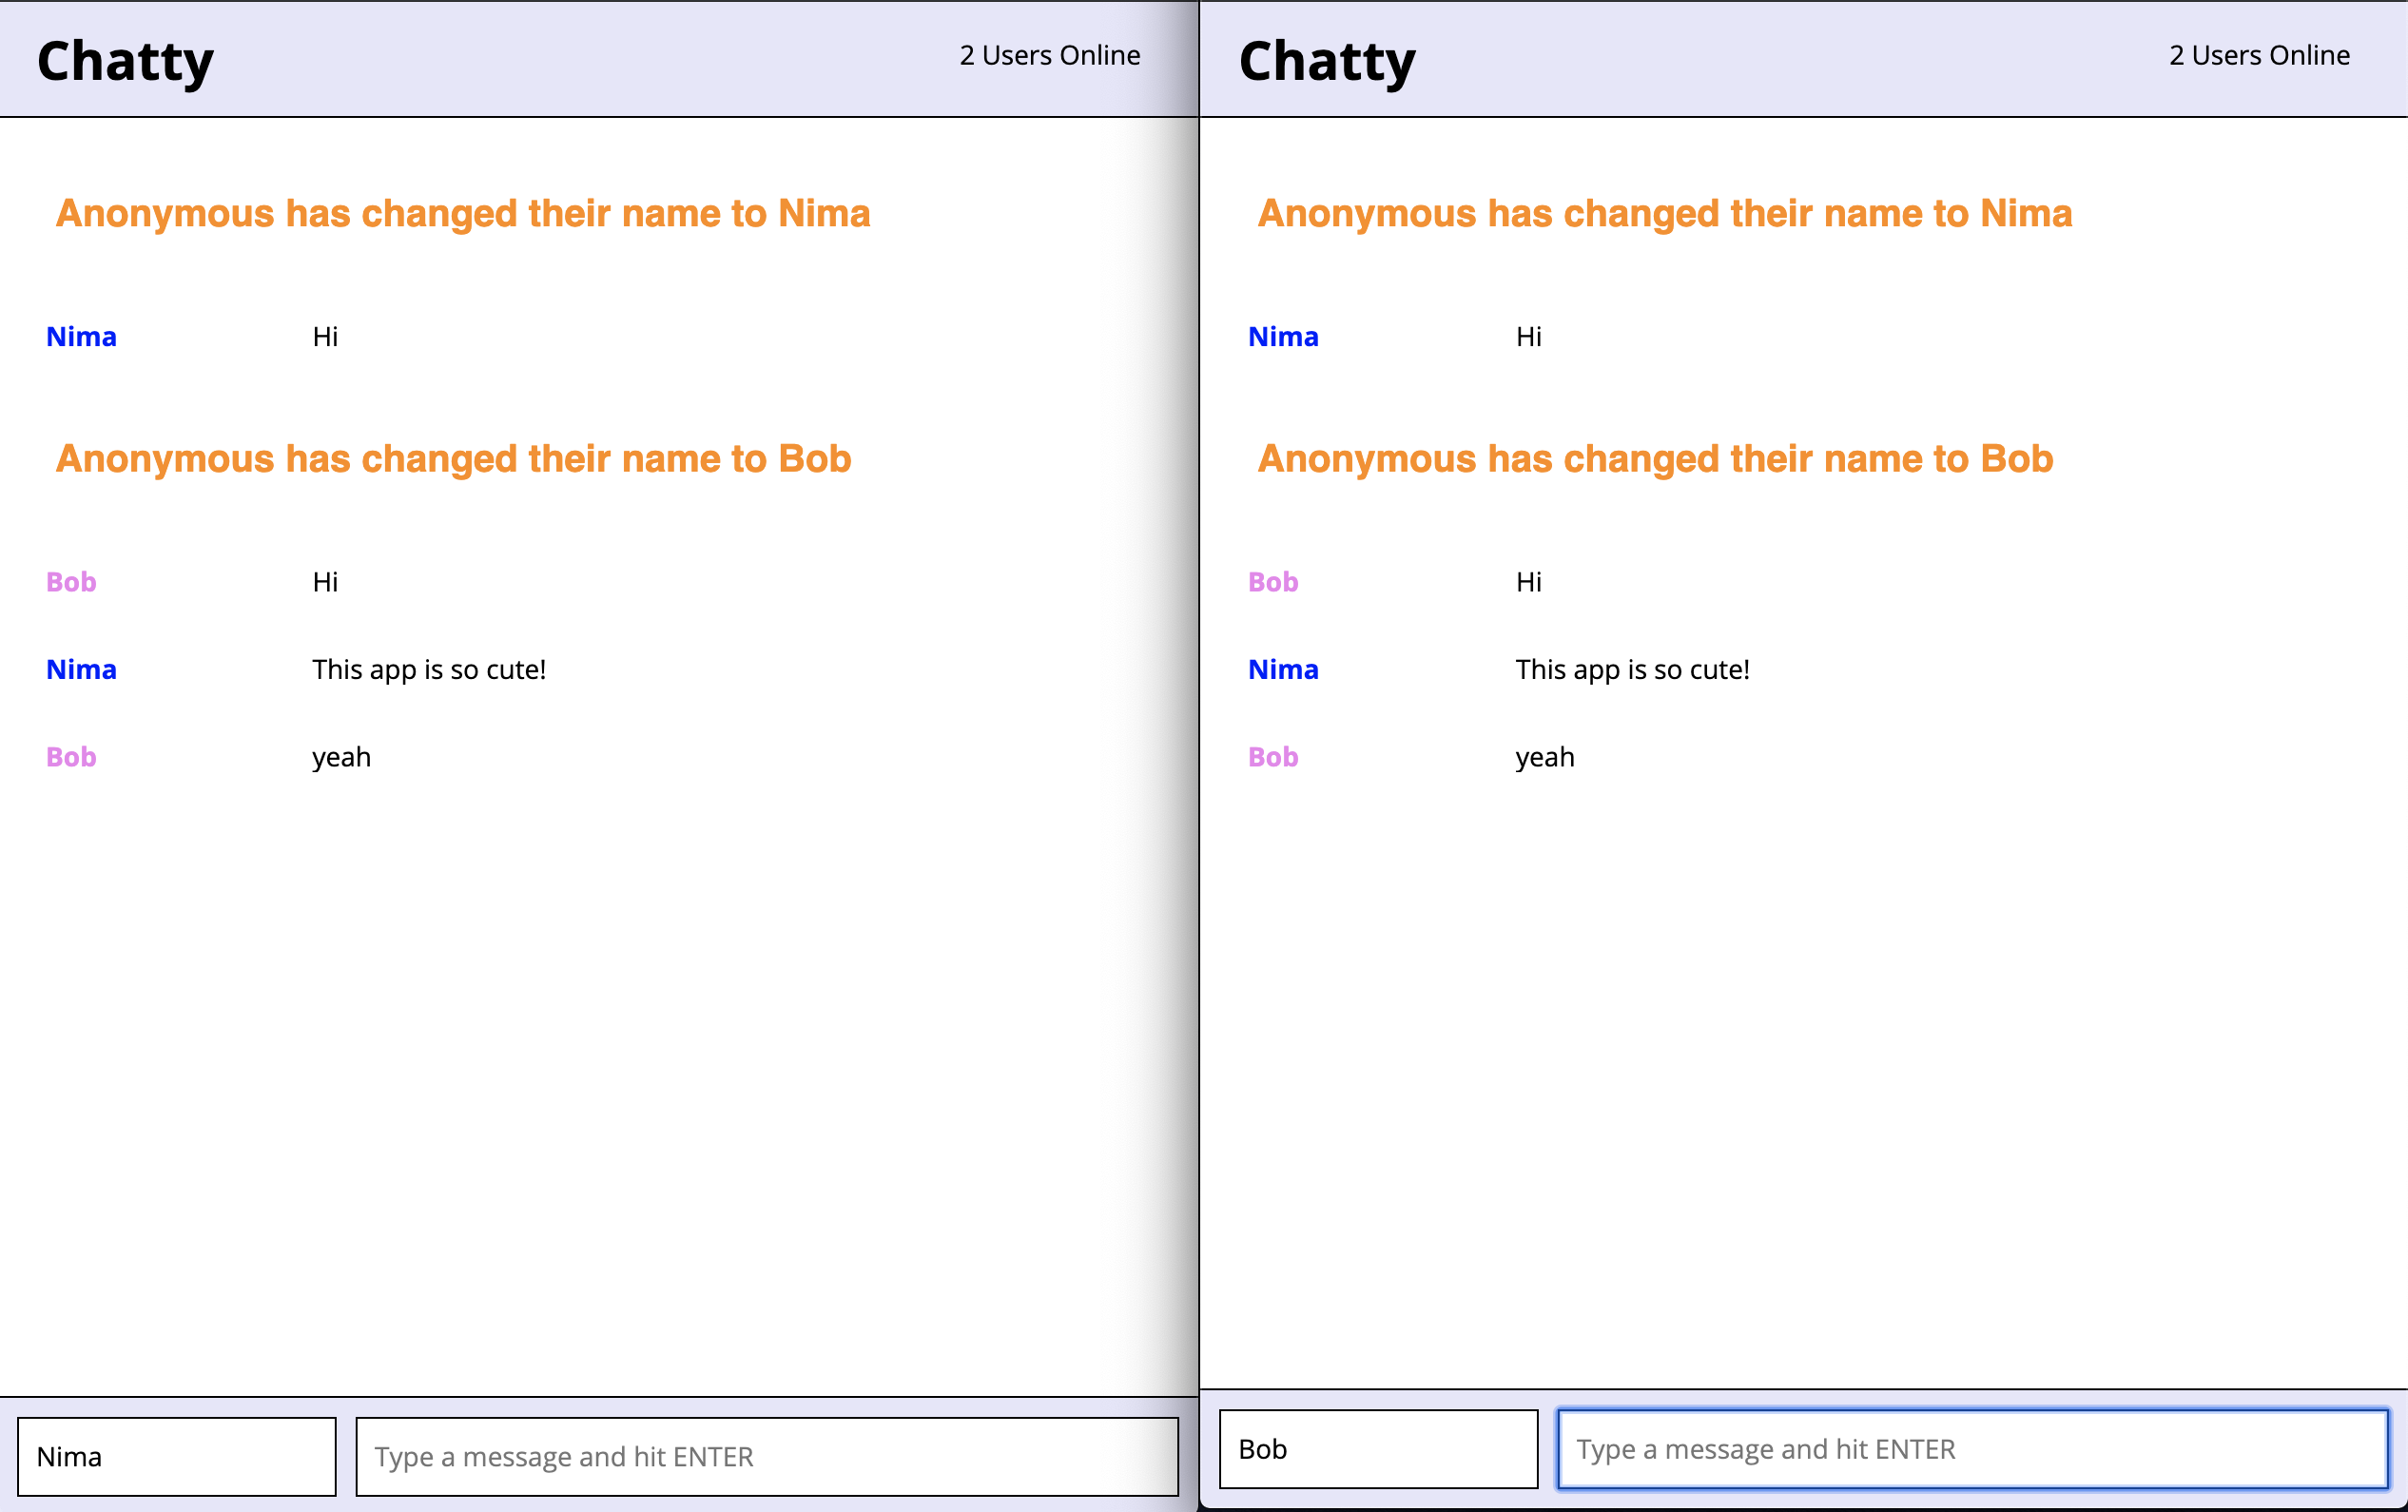 Chatty
2 Users Online
Anonymous has changed their name to Nima
Nima Hi
Anonymous has changed their name to Bob
Bob Hi
Nima This app is so cute!
Bob yeah
Nima Type a message and hit ENTER
Chatty
2 Users Online
Anonymous has changed their name to Nima
Nima Hi
Anonymous has changed their name to Bob
Bob Hi
Nima This app is so cute!
Bob yeah
Bob Type a message and hit ENTER